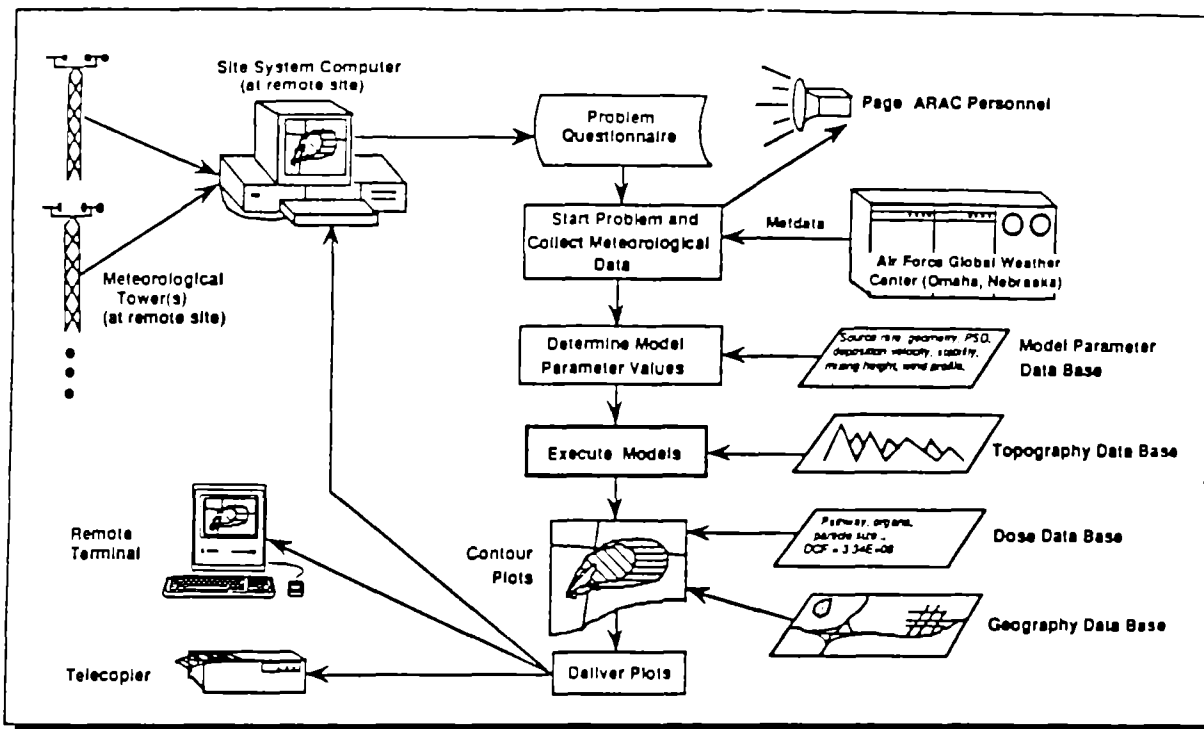 Site System Computer
(at remote site)
Problem
Questionnaire
Page ARAC Personnel
Start Problem and
Collect Meteorological
Data
Metdata
Air Force Global Weather
Center (Omaha, Nebraska)
Meteorological
Tower(s)
(at remote site)
Determine Model
Parameter Values
Source rate, geometry, PSD,
deposition velocity, stability,
mixing height, wind profile,
Model Parameter
Data Base
Execute Models
Topography Data Base
Remote
Terminal
Contour
Plots
Pathway, organs,
particle size ..
DCF = 3.34E+08
Dose Data Base
Geography Data Base
Telecopier
Deliver Plots